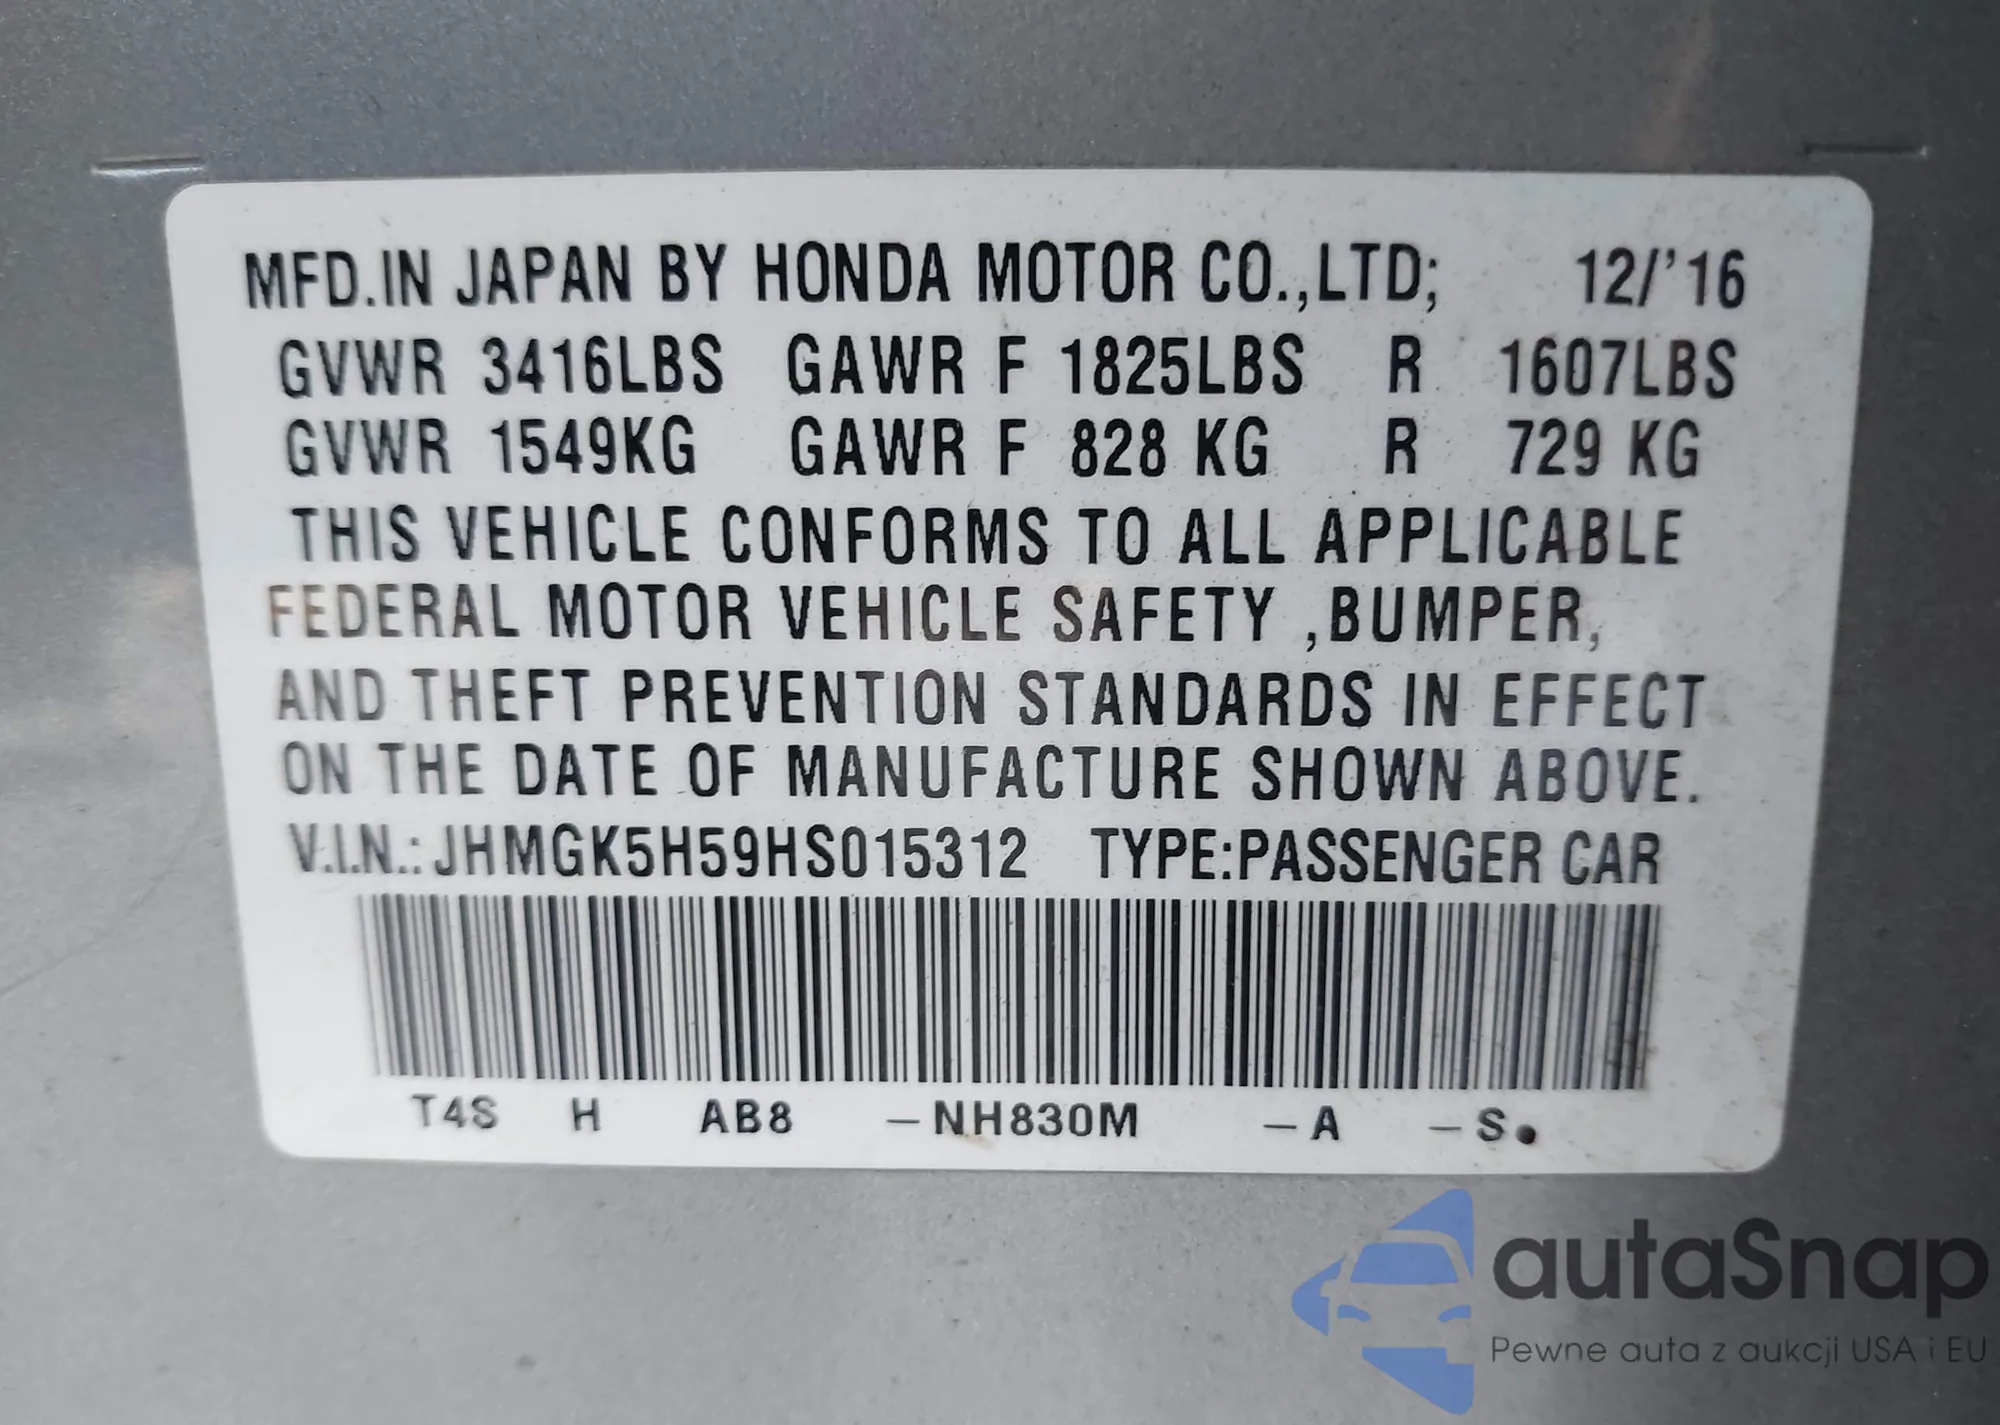 MFD.IN JAPAN BY HONDA MOTOR CO.,LTD; 12/'16
GVWR 3416LBS GAWR F 1825LBS R 1607LBS
GVWR 1549KG GAWR F 828 KG R 729 KG
THIS VEHICLE CONFORMS TO ALL APPLICABLE
FEDERAL MOTOR VEHICLE SAFETY ,BUMPER,
AND THEFT PREVENTION STANDARDS IN EFFECT
ON THE DATE OF MANUFACTURE SHOWN ABOVE.
V.I.N.:JHMGK5H59HS015312 TYPE:PASSENGER CAR
T4S H AB8 -NH830M -A -S
autaSnap
Pewne auta z aukcji USA i EU